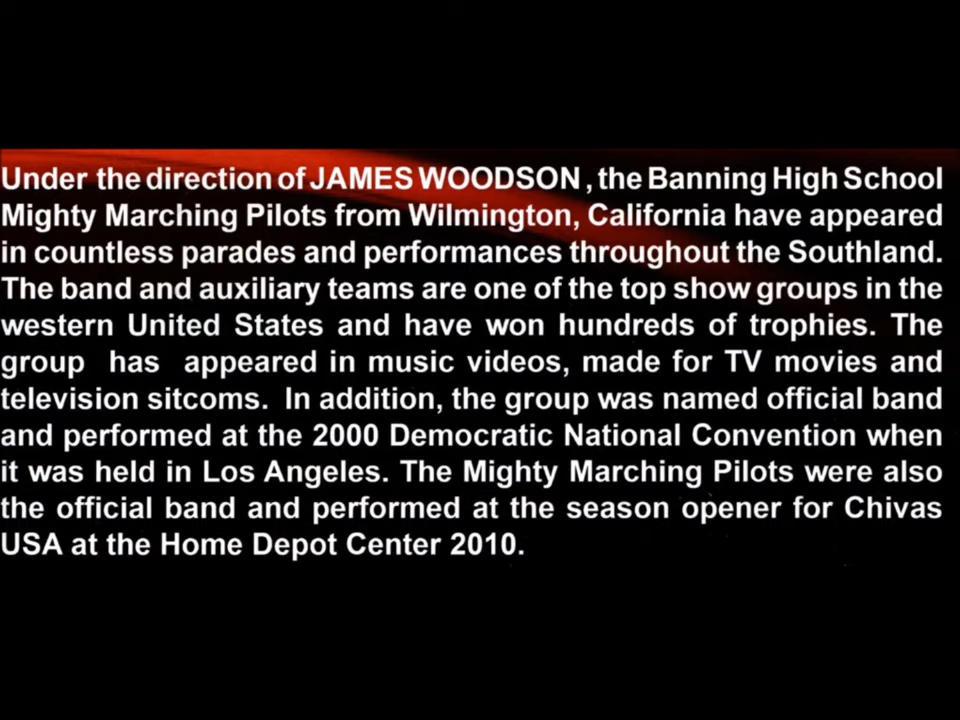 Under the direction of JAMES WOODSON , the Banning High School
Mighty Marching Pilots from Wilmington, California have appeared
in countless parades and performances throughout the Southland.
The band and auxiliary teams are one of the top show groups in the
western United States and have won hundreds of trophies. The
group has appeared in music videos, made for TV movies and
television sitcoms. In addition, the group was named official band
and performed at the 2000 Democratic National Convention when
it was held in Los Angeles. The Mighty Marching Pilots were also
the official band and performed at the season opener for Chivas
USA at the Home Depot Center 2010.